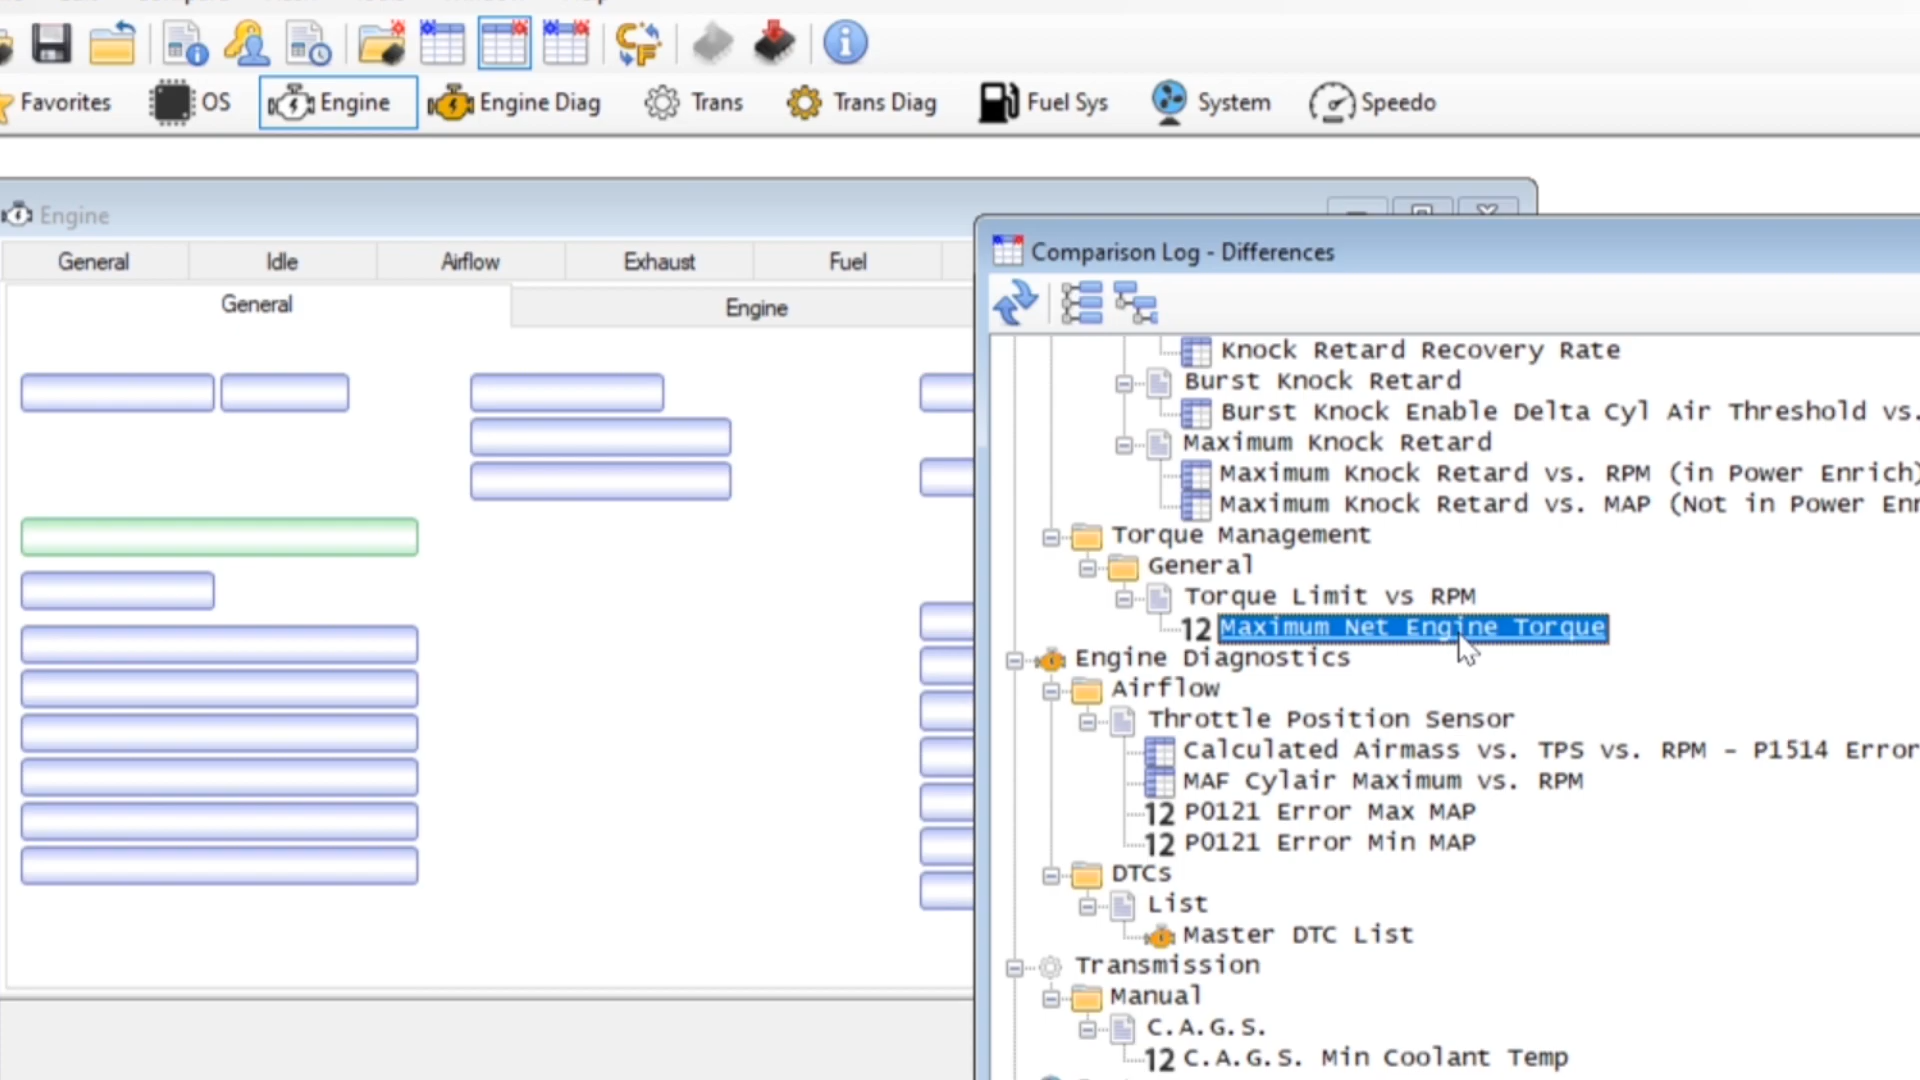 Favorites OS Engine Engine Diag Trans Trans Diag Fuel Sys System Speedo
Engine
General Idle Airflow Exhaust Fuel
General Engine
Comparison Log - Differences
Knock Retard Recovery Rate
Burst Knock Retard
Burst Knock Enable Delta Cyl Air Threshold vs.
Maximum Knock Retard
Maximum Knock Retard vs. RPM (in Power Enrich)
Maximum Knock Retard vs. MAP (Not in Power Enr
Torque Management
General
Torque Limit vs RPM
12 Maximum Net Engine Torque
Engine Diagnostics
Airflow
Throttle Position Sensor
Calculated Airmass vs. TPS vs. RPM - P1514 Error
MAF Cylair Maximum vs. RPM
12 P0121 Error Max MAP
12 P0121 Error Min MAP
DTCs
List
Master DTC List
Transmission
Manual
C.A.G.S.
12 C.A.G.S. Min Coolant Temp